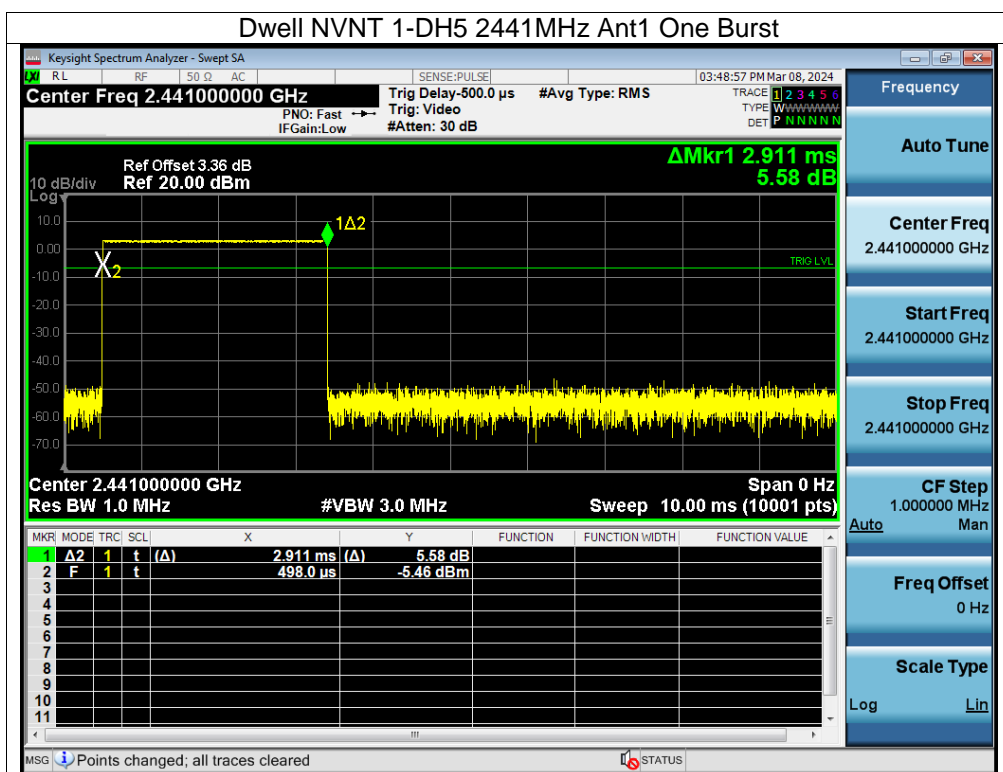 Dwell NVNT 1-DH5 2441MHz Ant1 One Burst
Keysight Spectrum Analyzer - Swept SA
LXI RL RF 50 Ω AC SENSE:PULSE 03:48:57 PM Mar 08, 2024
Center Freq 2.441000000 GHz Trig Delay-500.0 µs #Avg Type: RMS TRACE 1 2 3 4 5 6
PNO: Fast Trig: Video TYPE WWWWWWW
IFGain:Low #Atten: 30 dB DET P N N N N N
ΔMkr1 2.911 ms
5.58 dB
Ref Offset 3.36 dB
10 dB/div Ref 20.00 dBm
Log
10.0
0.00
-10.0
-20.0
-30.0
-40.0
-50.0
-60.0
-70.0
1Δ2
X2
TRIG LVL
Center 2.441000000 GHz Span 0 Hz
Res BW 1.0 MHz #VBW 3.0 MHz Sweep 10.00 ms (10001 pts)
MKR MODE TRC SCL X Y FUNCTION FUNCTION WIDTH FUNCTION VALUE
1 Δ2 1 t (Δ) 2.911 ms (Δ) 5.58 dB
2 F 1 t 498.0 µs -5.46 dBm
3
4
5
6
7
8
9
10
11
MSG Points changed; all traces cleared STATUS
Frequency
Auto Tune
Center Freq
2.441000000 GHz
Start Freq
2.441000000 GHz
Stop Freq
2.441000000 GHz
CF Step
1.000000 MHz
Auto Man
Freq Offset
0 Hz
Scale Type
Log Lin